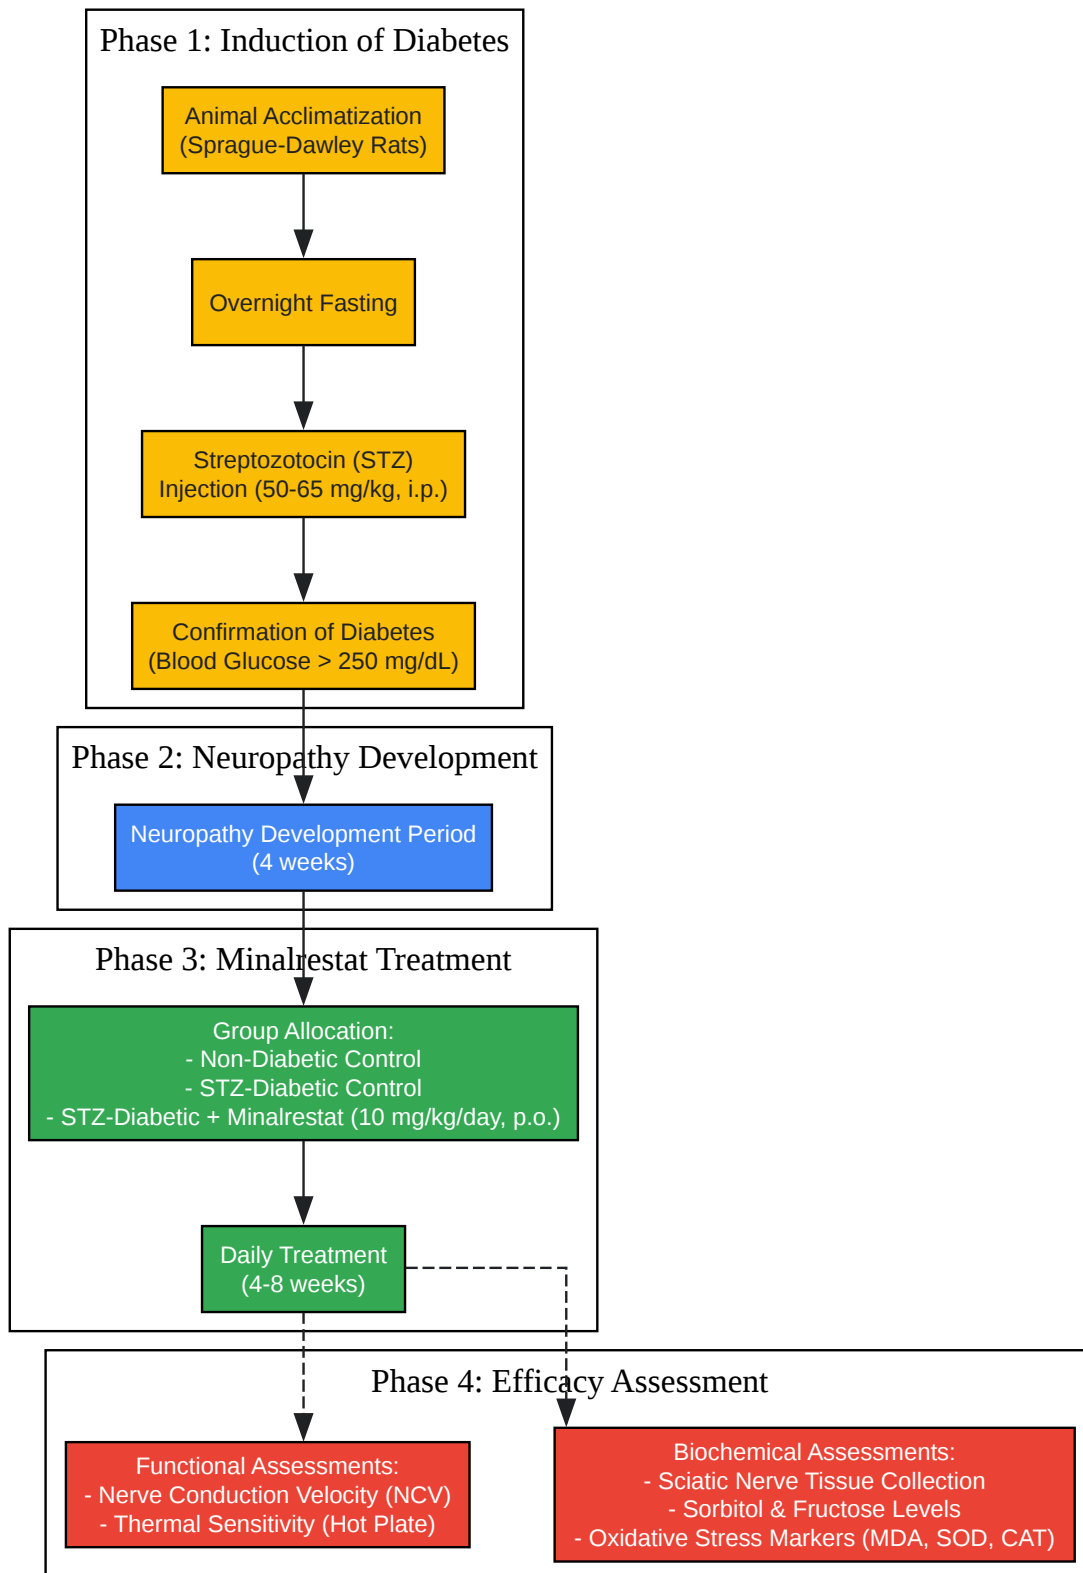 Phase 1: Induction of Diabetes
Animal Acclimatization
(Sprague-Dawley Rats)
Overnight Fasting
Streptozotocin (STZ)
Injection (50-65 mg/kg, i.p.)
Confirmation of Diabetes
(Blood Glucose > 250 mg/dL)
Phase 2: Neuropathy Development
Neuropathy Development Period
(4 weeks)
Phase 3: Minalrestat Treatment
Group Allocation:
- Non-Diabetic Control
- STZ-Diabetic Control
- STZ-Diabetic + Minalrestat (10 mg/kg/day, p.o.)
Daily Treatment
(4-8 weeks)
Phase 4: Efficacy Assessment
Functional Assessments:
- Nerve Conduction Velocity (NCV)
- Thermal Sensitivity (Hot Plate)
Biochemical Assessments:
- Sciatic Nerve Tissue Collection
- Sorbitol & Fructose Levels
- Oxidative Stress Markers (MDA, SOD, CAT)